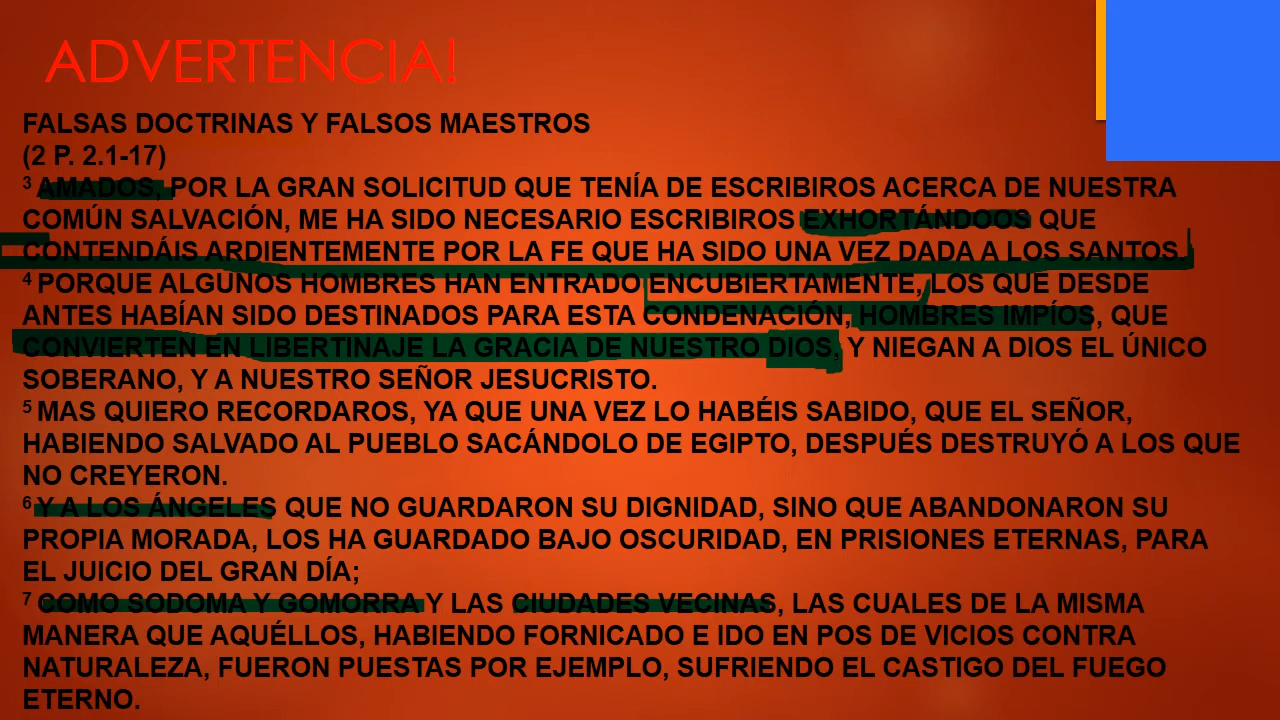 ADVERTENCIA!
FALSAS DOCTRINAS Y FALSOS MAESTROS
(2 P. 2.1-17)
3 AMADOS, POR LA GRAN SOLICITUD QUE TENÍA DE ESCRIBIROS ACERCA DE NUESTRA
COMÚN SALVACIÓN, ME HA SIDO NECESARIO ESCRIBIROS EXHORTÁNDOOS QUE
CONTENDÁIS ARDIENTEMENTE POR LA FE QUE HA SIDO UNA VEZ DADA A LOS SANTOS.
4 PORQUE ALGUNOS HOMBRES HAN ENTRADO ENCUBIERTAMENTE, LOS QUE DESDE
ANTES HABÍAN SIDO DESTINADOS PARA ESTA CONDENACIÓN, HOMBRES IMPÍOS, QUE
CONVIERTEN EN LIBERTINAJE LA GRACIA DE NUESTRO DIOS, Y NIEGAN A DIOS EL ÚNICO
SOBERANO, Y A NUESTRO SEÑOR JESUCRISTO.
5 MAS QUIERO RECORDAROS, YA QUE UNA VEZ LO HABÉIS SABIDO, QUE EL SEÑOR,
HABIENDO SALVADO AL PUEBLO SACÁNDOLO DE EGIPTO, DESPUÉS DESTRUYÓ A LOS QUE
NO CREYERON.
6 Y A LOS ÁNGELES QUE NO GUARDARON SU DIGNIDAD, SINO QUE ABANDONARON SU
PROPIA MORADA, LOS HA GUARDADO BAJO OSCURIDAD, EN PRISIONES ETERNAS, PARA
EL JUICIO DEL GRAN DÍA;
7 COMO SODOMA Y GOMORRA Y LAS CIUDADES VECINAS, LAS CUALES DE LA MISMA
MANERA QUE AQUÉLLOS, HABIENDO FORNICADO E IDO EN POS DE VICIOS CONTRA
NATURALEZA, FUERON PUESTAS POR EJEMPLO, SUFRIENDO EL CASTIGO DEL FUEGO
ETERNO.